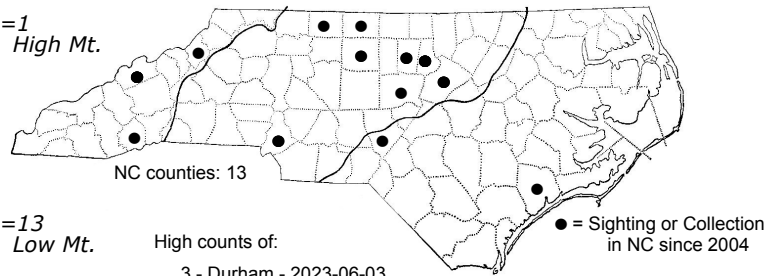 =1
High Mt.
NC counties: 13
=13
Low Mt.
High counts of:
3 - Durham - 2023-06-03
● = Sighting or Collection
in NC since 2004